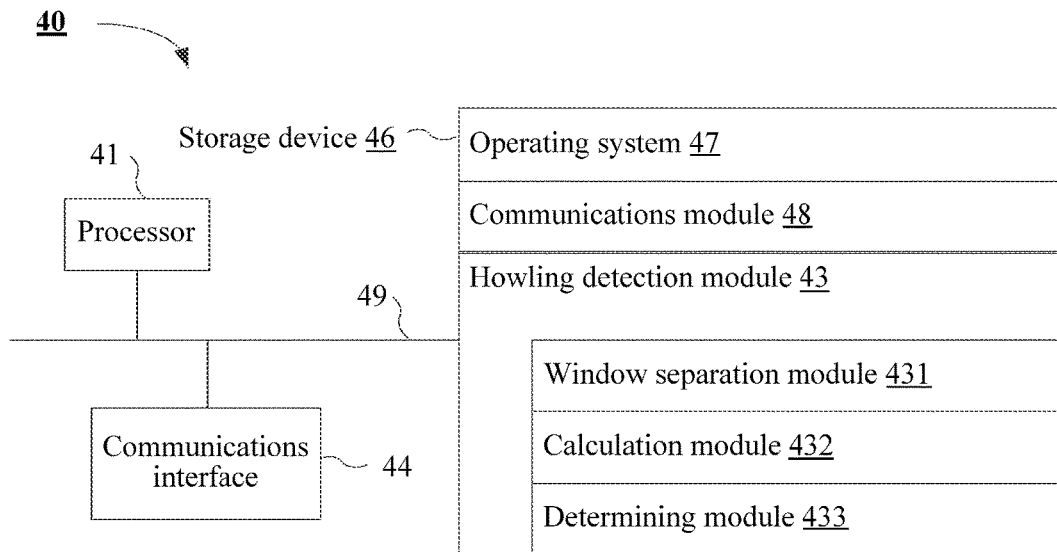 40
Storage device 46
Operating system 47
41
Processor
Communications module 48
Howling detection module 43
49
Window separation module 431
Communications
interface
44
Calculation module 432
Determining module 433